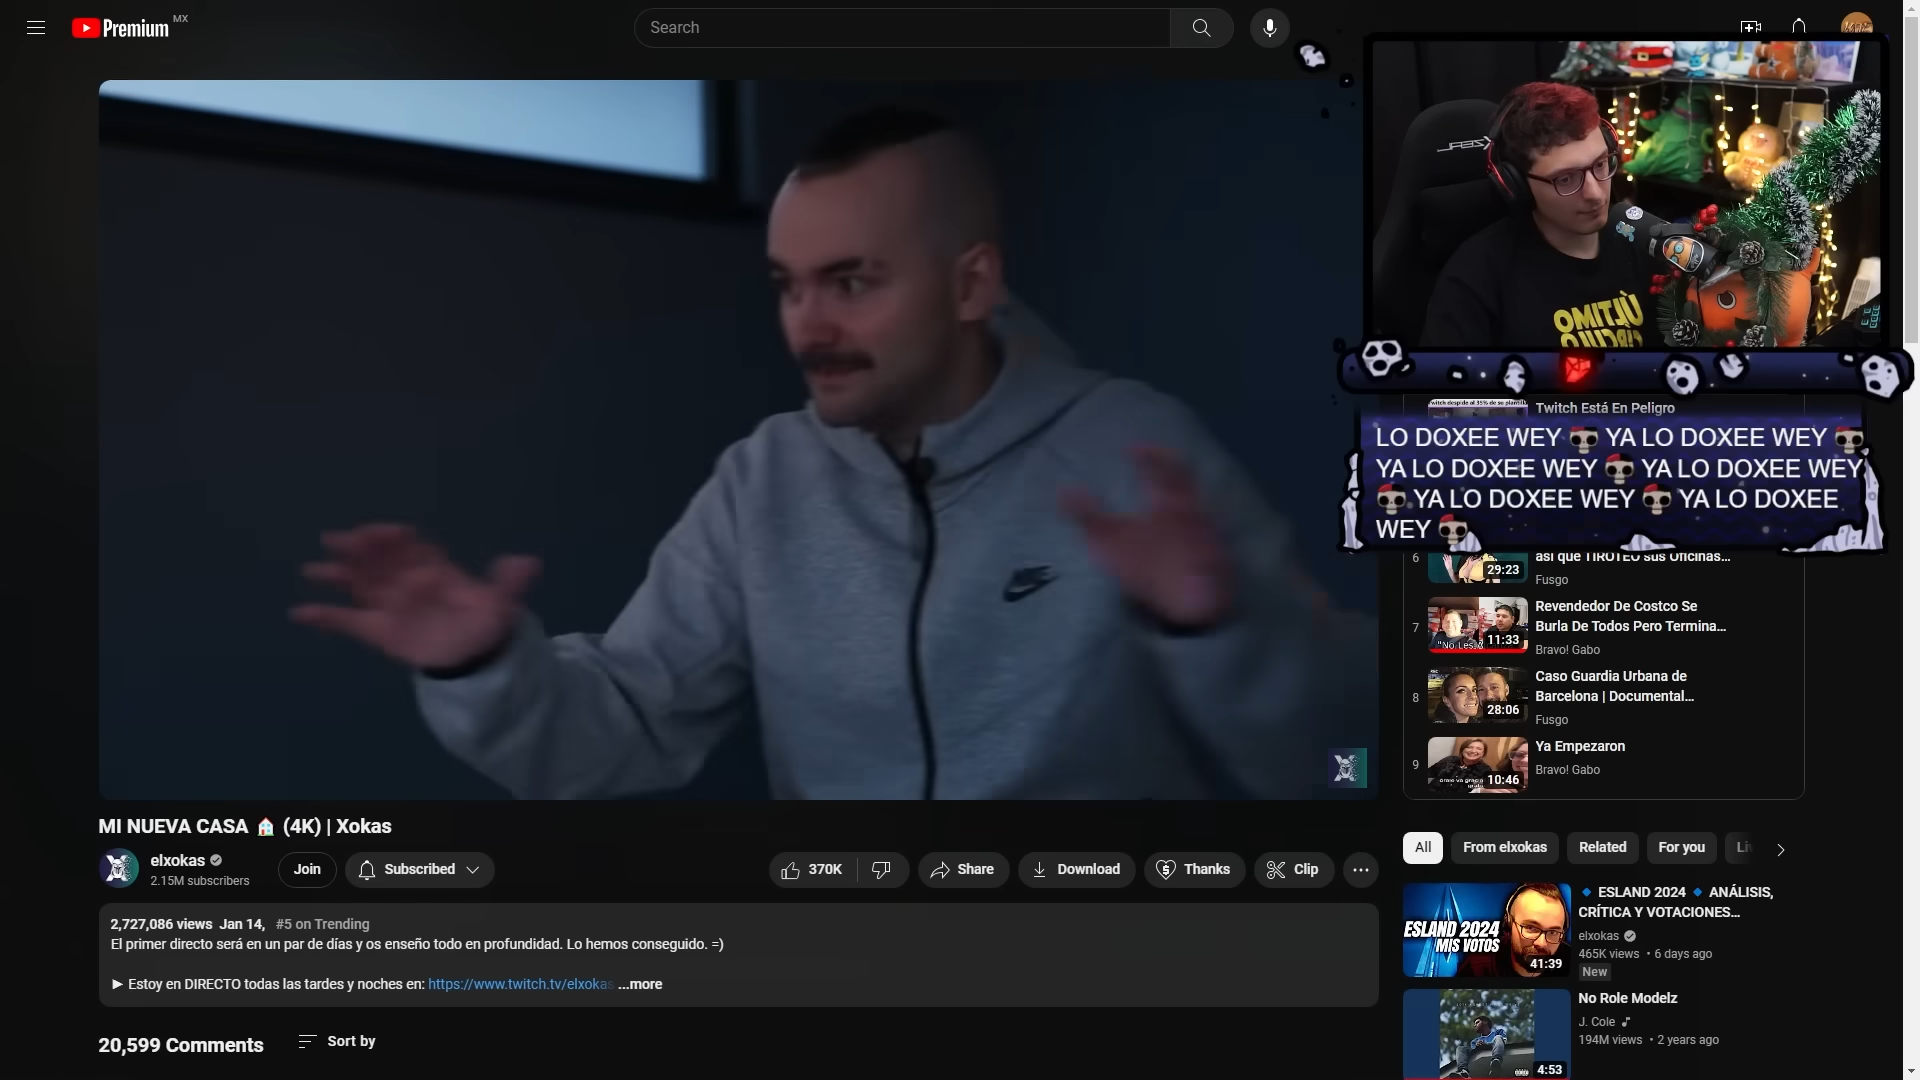 Premium MX
Search
Twitch Está En Peligro
LO DOXEE WEY YA LO DOXEE WEY
YA LO DOXEE WEY YA LO DOXEE WEY
YA LO DOXEE WEY YA LO DOXEE
WEY
6
29:23
así que TIROTEÓ sus Oficinas...
Fusgo
7
11:33
Revendedor De Costco Se
Burla De Todos Pero Termina...
Bravo! Gabo
8
28:06
Caso Guardia Urbana de
Barcelona | Documental...
Fusgo
9
10:46
Ya Empezaron
Bravo! Gabo
ÚLTIMO
MI NUEVA CASA 🏠 (4K) | Xokas
elxokas
2.15M subscribers
Join
Subscribed
370K
Share
Download
Thanks
Clip
2,727,086 views Jan 14, #5 on Trending
El primer directo será en un par de días y os enseño todo en profundidad. Lo hemos conseguido. =)
► Estoy en DIRECTO todas las tardes y noches en: https://www.twitch.tv/elxokas ...more
20,599 Comments
Sort by
All
From elxokas
Related
For you
ESLAND 2024
MIS VOTOS
41:39
🔹 ESLAND 2024 🔹 ANÁLISIS,
CRÍTICA Y VOTACIONES...
elxokas
465K views • 6 days ago
New
4:53
No Role Modelz
J. Cole
194M views • 2 years ago